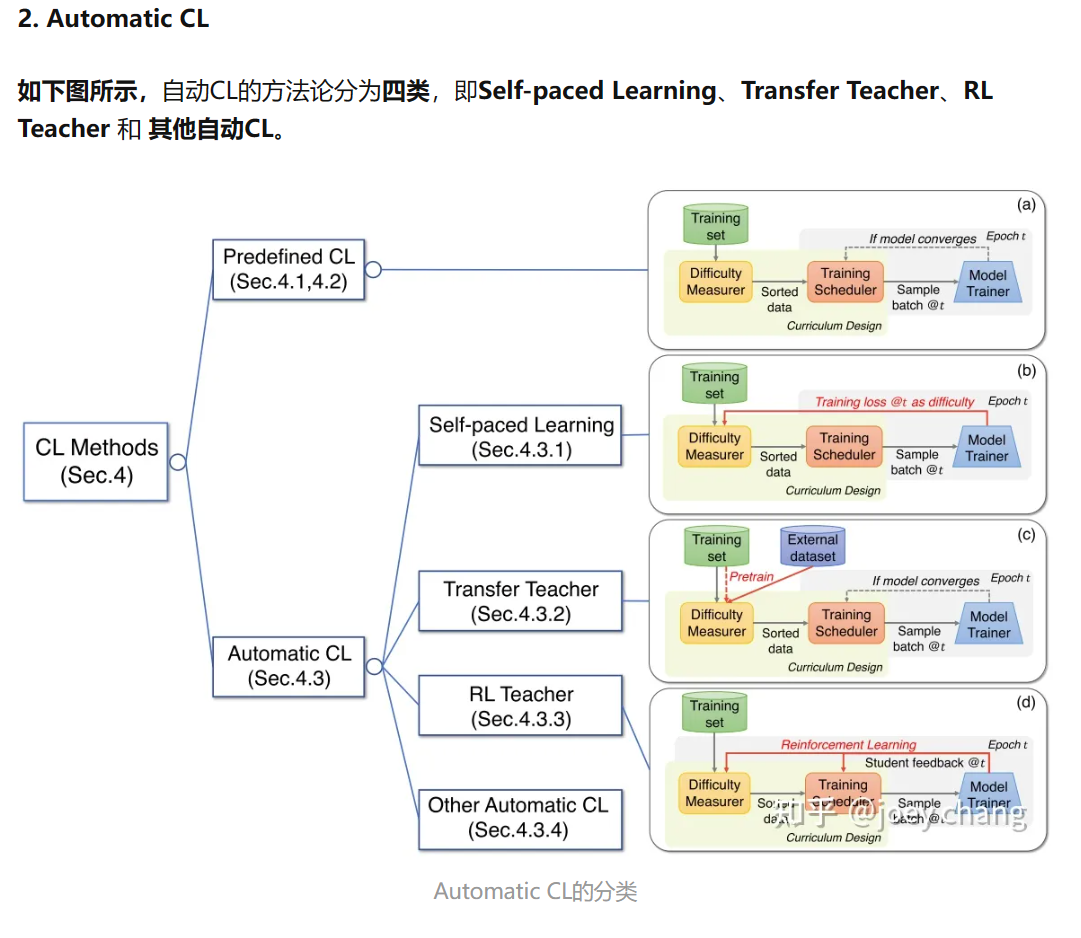 2. Automatic CL
如下图所示，自动CL的方法论分为四类，即Self-paced Learning、Transfer Teacher、RL
Teacher 和 其他自动CL。
CL Methods
(Sec.4)
Predefined CL
(Sec.4.1,4.2)
Automatic CL
(Sec.4.3)
Self-paced Learning
(Sec.4.3.1)
Transfer Teacher
(Sec.4.3.2)
RL Teacher
(Sec.4.3.3)
Other Automatic CL
(Sec.4.3.4)
(a)
Training
set
If model converges
Epoch t
Difficulty
Measurer
Sorted
data
Training
Scheduler
Sample
batch @t
Model
Trainer
Curriculum Design
(b)
Training
set
Training loss @t as difficulty
Epoch t
Difficulty
Measurer
Sorted
data
Training
Scheduler
Sample
batch @t
Model
Trainer
Curriculum Design
(c)
Training
set
External
dataset
Pretrain
If model converges
Epoch t
Difficulty
Measurer
Sorted
data
Training
Scheduler
Sample
batch @t
Model
Trainer
Curriculum Design
(d)
Training
set
Reinforcement Learning
Epoch t
Student feedback @t
Difficulty
Measurer
Sorted
data
Training
Scheduler
Sample
batch @t
Model
Trainer
Curriculum Design
知乎 @joey.chang
Automatic CL的分类